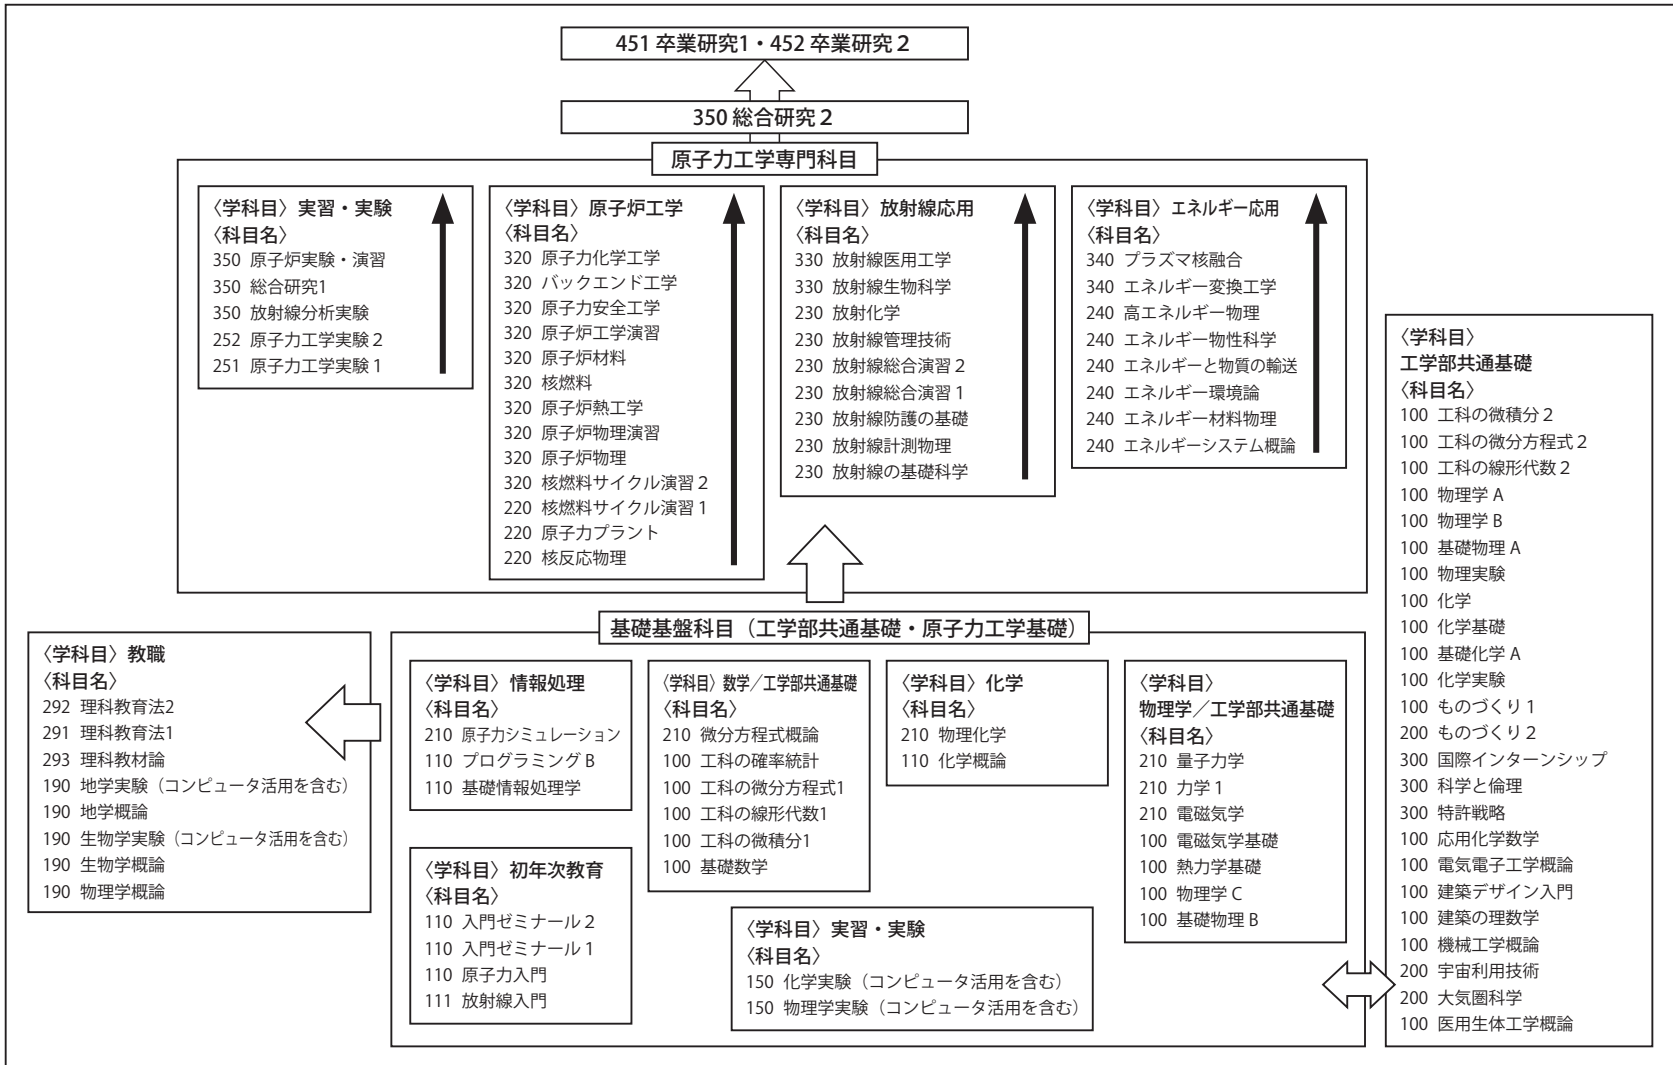 451 卒業研究1・452 卒業研究2
350 総合研究2
原子力工学専門科目
〈学科目〉実習・実験
〈科目名〉
350 原子炉実験・演習
350 総合研究1
350 放射線分析実験
252 原子力工学実験2
251 原子力工学実験1
〈学科目〉原子炉工学
〈科目名〉
320 原子力化学工学
320 バックエンド工学
320 原子力安全工学
320 原子炉工学演習
320 原子炉材料
320 核燃料
320 原子炉熱工学
320 原子炉物理演習
320 原子炉物理
320 核燃料サイクル演習2
220 核燃料サイクル演習1
220 原子力プラント
220 核反応物理
〈学科目〉放射線応用
〈科目名〉
330 放射線医用工学
330 放射線生物科学
230 放射化学
230 放射線管理技術
230 放射線総合演習2
230 放射線総合演習1
230 放射線防護の基礎
230 放射線計測物理
230 放射線の基礎科学
〈学科目〉エネルギー応用
〈科目名〉
340 プラズマ核融合
340 エネルギー変換工学
240 高エネルギー物理
240 エネルギー物性科学
240 エネルギーと物質の輸送
240 エネルギー環境論
240 エネルギー材料物理
240 エネルギーシステム概論
〈学科目〉
工学部共通基礎
〈科目名〉
100 工科の微積分2
100 工科の微分方程式2
100 工科の線形代数2
100 物理学 A
100 物理学 B
100 基礎物理 A
100 物理実験
100 化学
100 化学基礎
100 基礎化学 A
100 化学実験
100 ものづくり1
200 ものづくり2
300 国際インターンシップ
300 科学と倫理
300 特許戦略
100 応用化学数学
100 電気電子工学概論
100 建築デザイン入門
100 建築の理数学
100 機械工学概論
200 宇宙利用技術
200 大気圏科学
100 医用生体工学概論
基礎基盤科目（工学部共通基礎・原子力工学基礎）
〈学科目〉教職
〈科目名〉
292 理科教育法2
291 理科教育法1
293 理科教材論
190 地学実験（コンピュータ活用を含む）
190 地学概論
190 生物学実験（コンピュータ活用を含む）
190 生物学概論
190 物理学概論
〈学科目〉情報処理
〈科目名〉
210 原子力シミュレーション
110 プログラミング B
110 基礎情報処理学
〈学科目〉初年次教育
〈科目名〉
110 入門ゼミナール2
110 入門ゼミナール1
110 原子力入門
111 放射線入門
〈学科目〉数学／工学部共通基礎
〈科目名〉
210 微分方程式概論
100 工科の確率統計
100 工科の微分方程式1
100 工科の線形代数1
100 工科の微積分1
100 基礎数学
〈学科目〉化学
〈科目名〉
210 物理化学
110 化学概論
〈学科目〉
物理学／工学部共通基礎
〈科目名〉
210 量子力学
210 力学1
210 電磁気学
100 電磁気学基礎
100 熱力学基礎
100 物理学 C
100 基礎物理 B
〈学科目〉実習・実験
〈科目名〉
150 化学実験（コンピュータ活用を含む）
150 物理学実験（コンピュータ活用を含む）